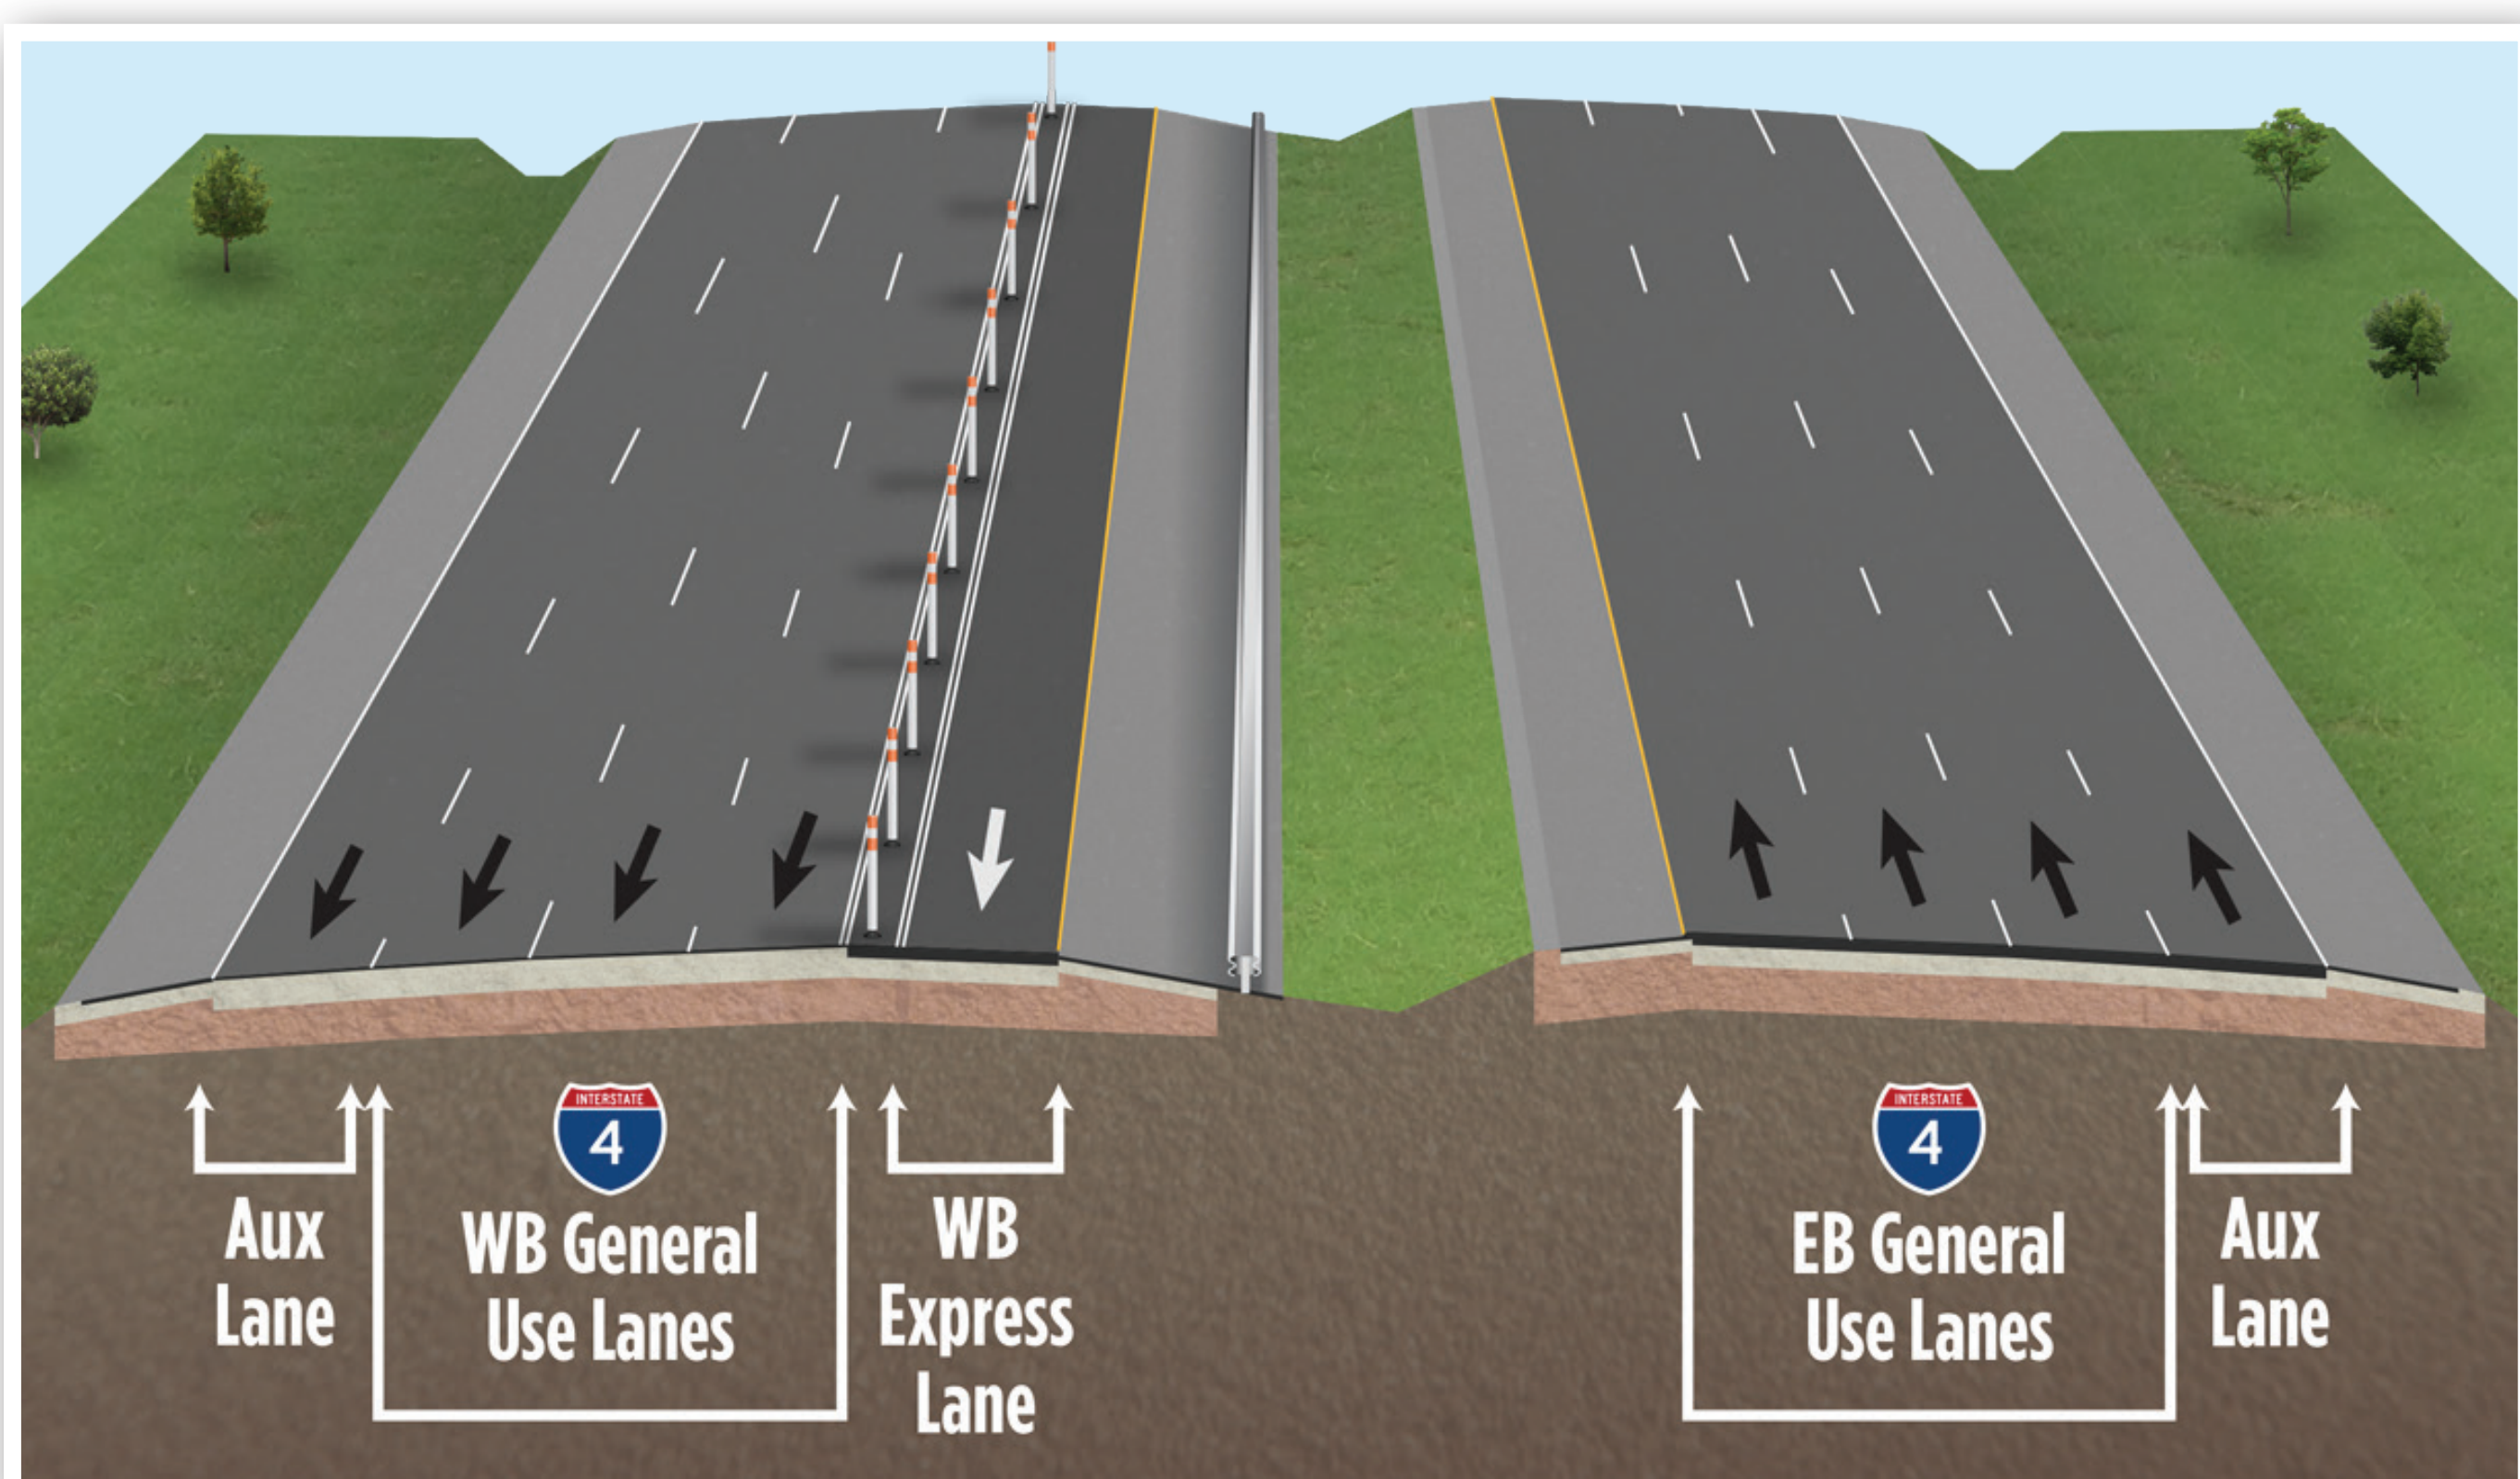 Aux
Lane
INTERSTATE
4
WB General
Use Lanes
WB
Express
Lane
INTERSTATE
4
EB General
Use Lanes
Aux
Lane